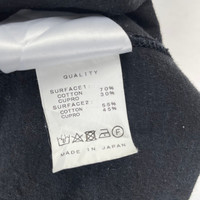 QUALITY
SURFACE1
COTTON 70%
CUPRO 30%
SURFACE2
COTTON 60%
CUPRO 40%
MADE IN JAPAN